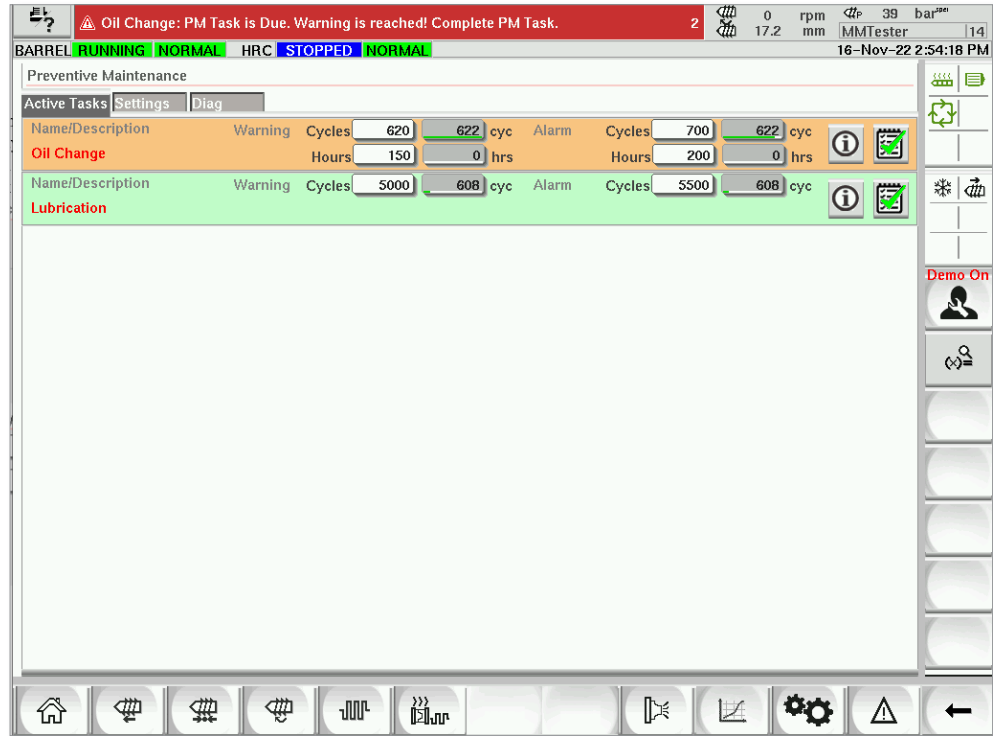 Oil Change: PM Task is Due. Warning is reached! Complete PM Task. 2
0 rpm 39 bar
17.2 mm MMTester 14
BARREL RUNNING NORMAL HRC STOPPED NORMAL 16-Nov-22 2:54:18 PM
Preventive Maintenance
Active Tasks Settings Diag
Name/Description Warning Cycles 620 622 cyc Alarm Cycles 700 622 cyc
Oil Change Hours 150 0 hrs Hours 200 0 hrs
Name/Description Warning Cycles 5000 608 cyc Alarm Cycles 5500 608 cyc
Lubrication
Demo On
(x)=